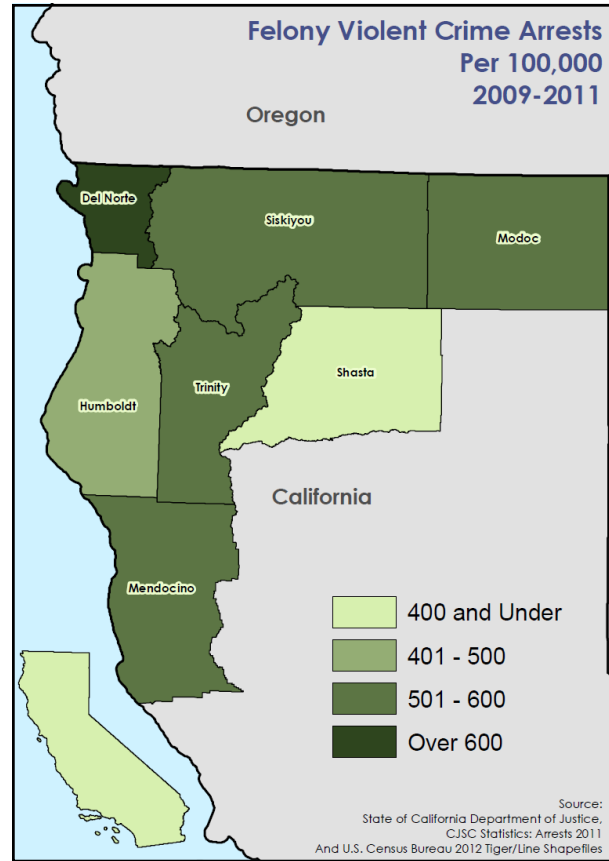 Felony Violent Crime Arrests
Per 100,000
2009-2011
Oregon
Del Norte
Siskiyou
Modoc
Shasta
Trinity
Humboldt
California
Mendocino
400 and Under
401 - 500
501 - 600
Over 600
Source:
State of California Department of Justice,
CJSC Statistics: Arrests 2011
And U.S. Census Bureau 2012 Tiger/Line Shapefiles